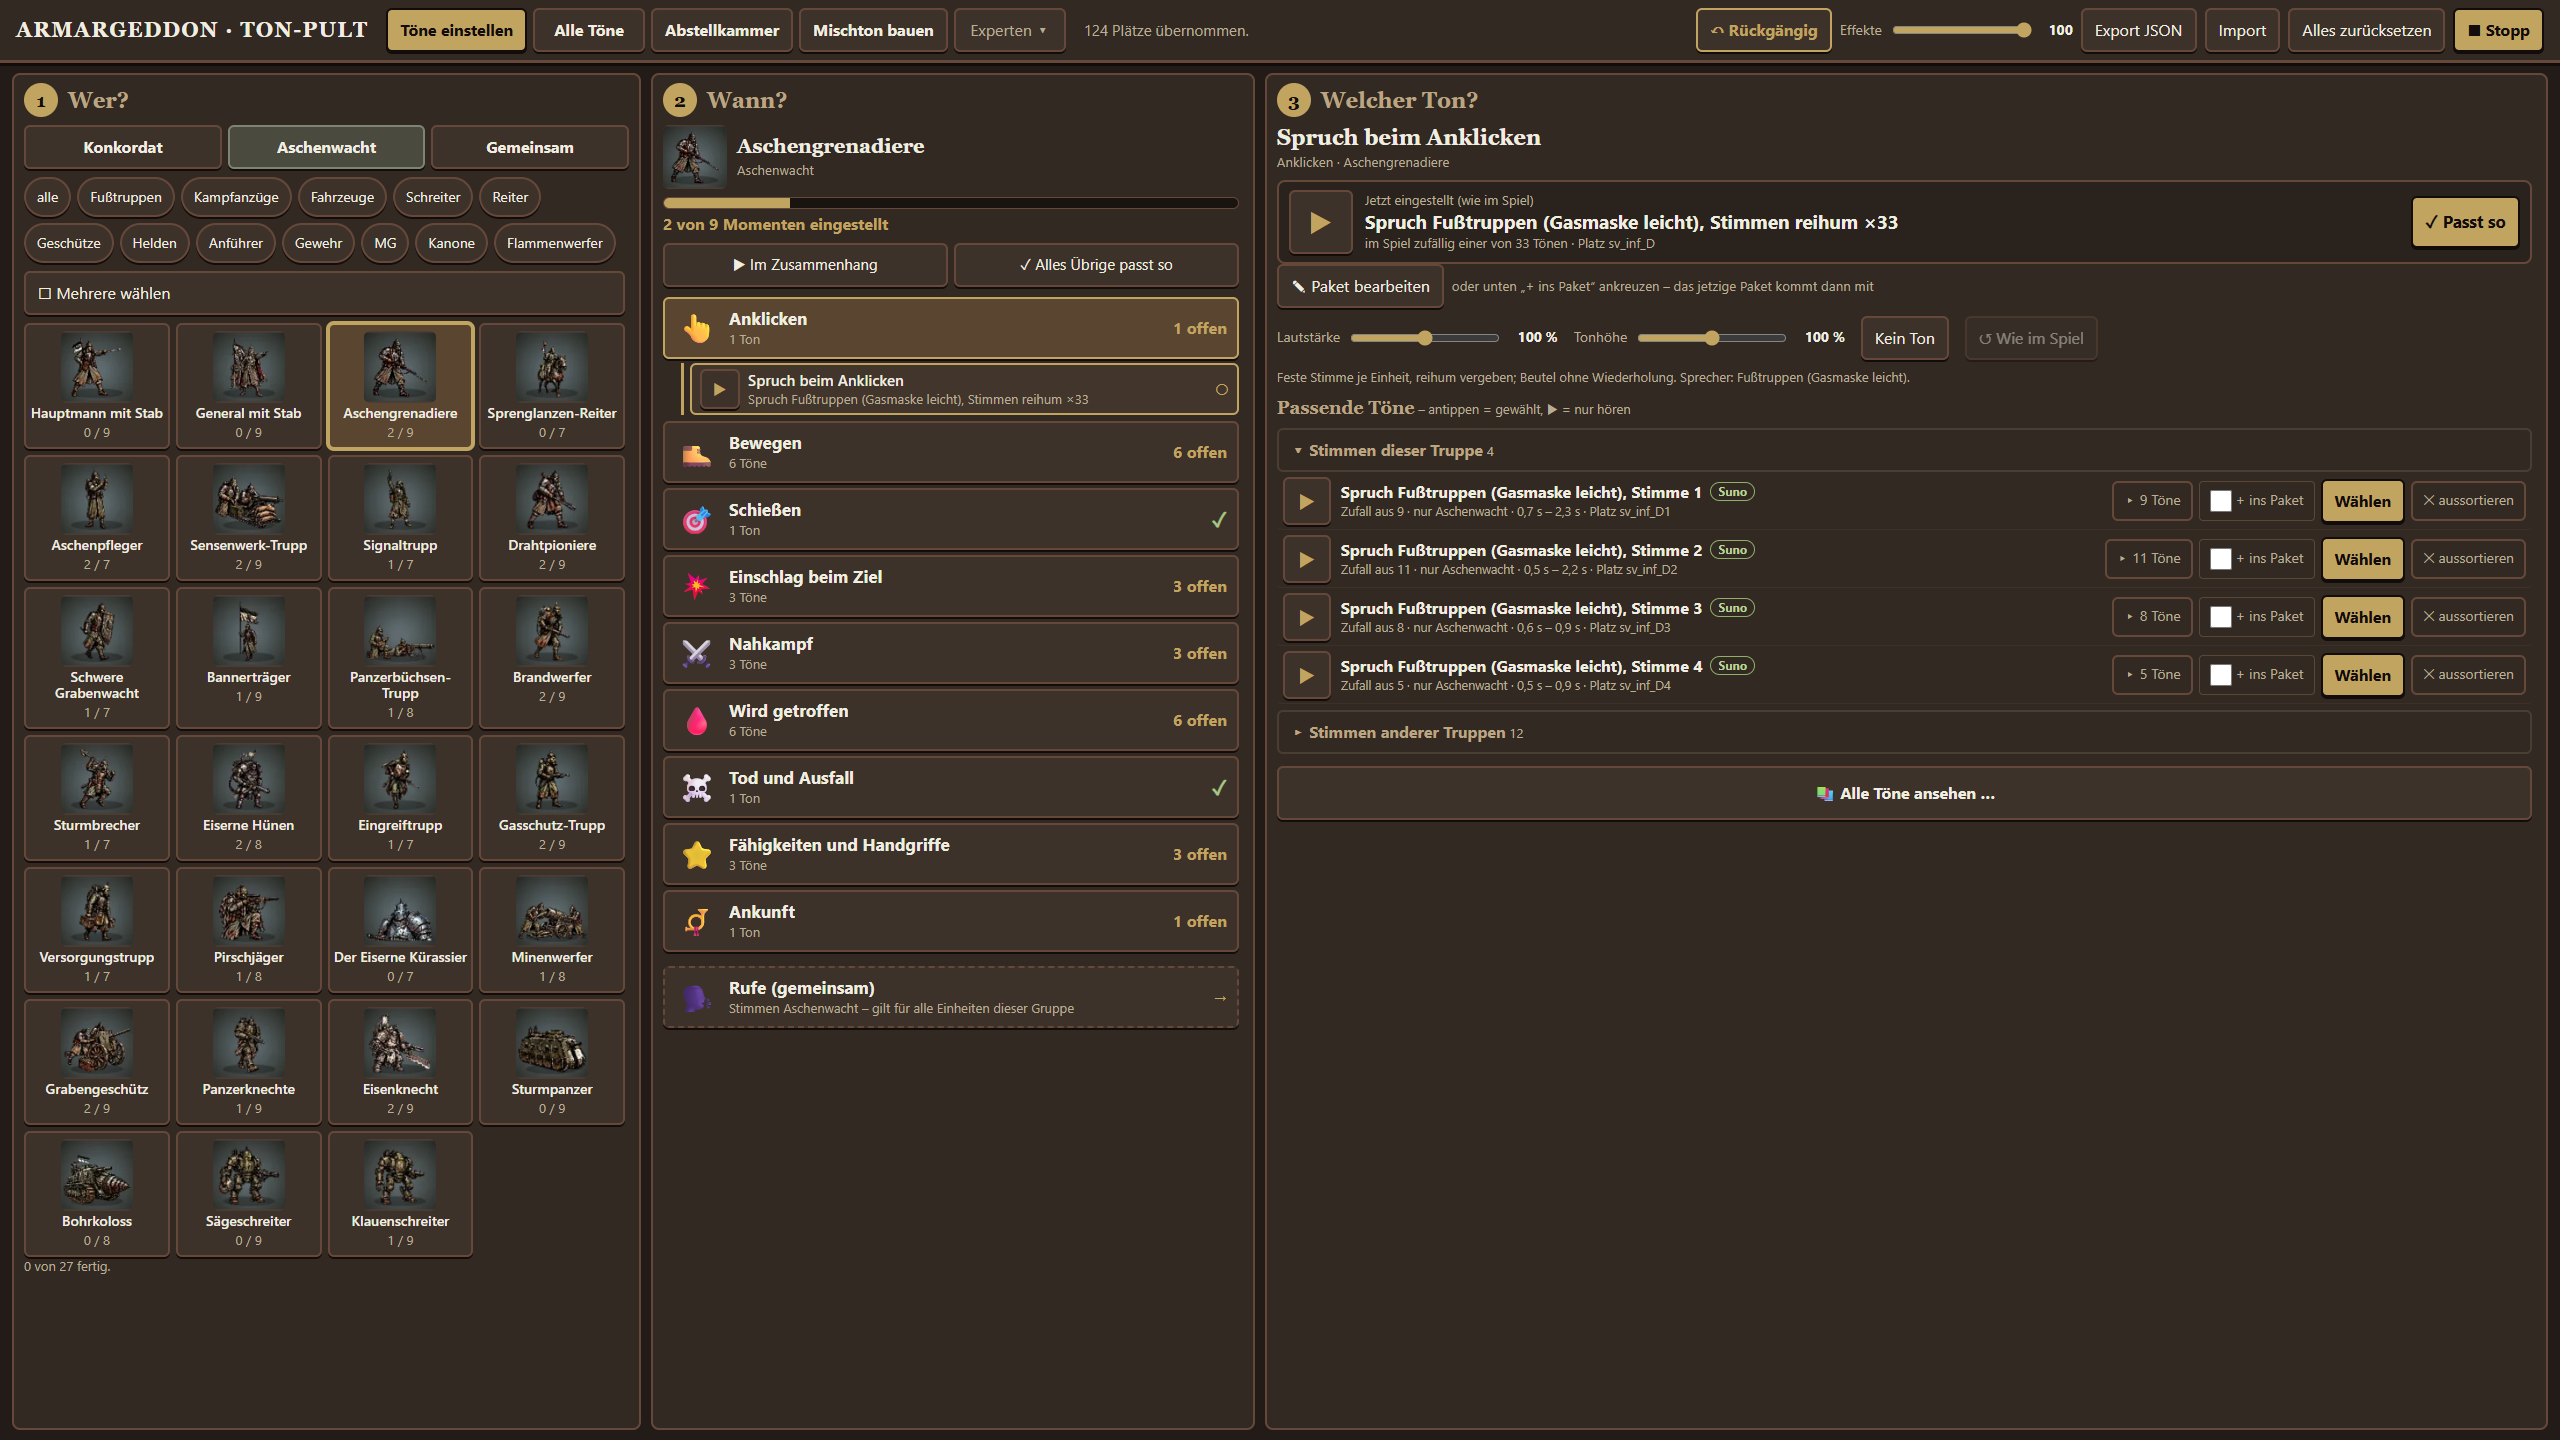 ARMARGEDDON · TON-PULT
Töne einstellen
Alle Töne
Abstellkammer
Mischton bauen
Experten ▾
124 Plätze übernommen.
↶ Rückgängig
Effekte
100
Export JSON
Import
Alles zurücksetzen
■ Stopp
1 Wer?
Konkordat
Aschenwacht
Gemeinsam
alle
Fußtruppen
Kampfanzüge
Fahrzeuge
Schreiter
Reiter
Geschütze
Helden
Anführer
Gewehr
MG
Kanone
Flammenwerfer
☐ Mehrere wählen
Hauptmann mit Stab
0 / 9
General mit Stab
0 / 9
Aschengrenadiere
2 / 9
Sprenglanzen-Reiter
0 / 7
Aschenpfleger
2 / 7
Sensenwerk-Trupp
2 / 9
Signaltrupp
1 / 7
Drahtpioniere
2 / 9
Schwere
Grabenwacht
1 / 7
Bannerträger
1 / 9
Panzerbüchsen-
Trupp
1 / 8
Brandwerfer
2 / 9
Sturmbrecher
1 / 7
Eiserne Hünen
2 / 8
Eingreiftrupp
1 / 7
Gasschutz-Trupp
2 / 9
Versorgungstrupp
1 / 7
Pirschjäger
1 / 8
Der Eiserne Kürassier
0 / 7
Minenwerfer
1 / 8
Grabengeschütz
2 / 9
Panzerknechte
1 / 9
Eisenknecht
2 / 9
Sturmpanzer
0 / 9
Bohrkoloss
0 / 8
Sägeschreiter
0 / 9
Klauenschreiter
1 / 9
0 von 27 fertig.
2 Wann?
Aschengrenadiere
Aschenwacht
2 von 9 Momenten eingestellt
▶ Im Zusammenhang
✓ Alles Übrige passt so
Anklicken
1 Ton
1 offen
Spruch beim Anklicken
Spruch Fußtruppen (Gasmaske leicht), Stimmen reihum ×33
Bewegen
6 Töne
6 offen
Schießen
1 Ton
✓
Einschlag beim Ziel
3 Töne
3 offen
Nahkampf
3 Töne
3 offen
Wird getroffen
6 Töne
6 offen
Tod und Ausfall
1 Ton
✓
Fähigkeiten und Handgriffe
3 Töne
3 offen
Ankunft
1 Ton
1 offen
Rufe (gemeinsam)
Stimmen Aschenwacht – gilt für alle Einheiten dieser Gruppe
→
3 Welcher Ton?
Spruch beim Anklicken
Anklicken · Aschengrenadiere
Jetzt eingestellt (wie im Spiel)
Spruch Fußtruppen (Gasmaske leicht), Stimmen reihum ×33
im Spiel zufällig einer von 33 Tönen · Platz sv_inf_D
✓ Passt so
✎ Paket bearbeiten
oder unten „+ ins Paket“ ankreuzen – das jetzige Paket kommt dann mit
Lautstärke
100 %
Tonhöhe
100 %
Kein Ton
↺ Wie im Spiel
Feste Stimme je Einheit, reihum vergeben; Beutel ohne Wiederholung. Sprecher: Fußtruppen (Gasmaske leicht).
Passende Töne – antippen = gewählt, ▶ = nur hören
▾ Stimmen dieser Truppe 4
Spruch Fußtruppen (Gasmaske leicht), Stimme 1 Suno
Zufall aus 9 · nur Aschenwacht · 0,7 s – 2,3 s · Platz sv_inf_D1
▸ 9 Töne
+ ins Paket
Wählen
✕ aussortieren
Spruch Fußtruppen (Gasmaske leicht), Stimme 2 Suno
Zufall aus 11 · nur Aschenwacht · 0,5 s – 2,2 s · Platz sv_inf_D2
▸ 11 Töne
+ ins Paket
Wählen
✕ aussortieren
Spruch Fußtruppen (Gasmaske leicht), Stimme 3 Suno
Zufall aus 8 · nur Aschenwacht · 0,6 s – 0,9 s · Platz sv_inf_D3
▸ 8 Töne
+ ins Paket
Wählen
✕ aussortieren
Spruch Fußtruppen (Gasmaske leicht), Stimme 4 Suno
Zufall aus 5 · nur Aschenwacht · 0,5 s – 0,9 s · Platz sv_inf_D4
▸ 5 Töne
+ ins Paket
Wählen
✕ aussortieren
▸ Stimmen anderer Truppen 12
Alle Töne ansehen …